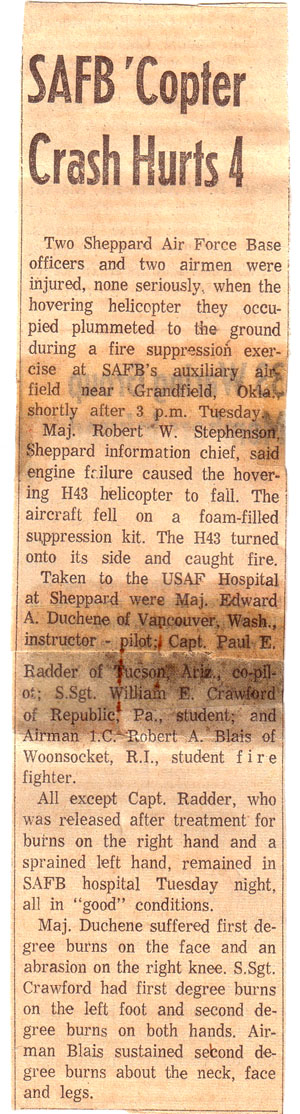 SAFB 'Copter
Crash Hurts 4
Two Sheppard Air Force Base
officers and two airmen were
injured, none seriously, when the
hovering helicopter they occu-
pied plummeted to the ground
during a fire suppression exer-
cise at SAFB's auxiliary air-
field near Grandfield, Okla.,
shortly after 3 p.m. Tuesday.
Maj. Robert W. Stephenson,
Sheppard information chief, said
engine failure caused the hover-
ing H43 helicopter to fall. The
aircraft fell on a foam-filled
suppression kit. The H43 turned
onto its side and caught fire.
Taken to the USAF Hospital
at Sheppard were Maj. Edward
A. Duchene of Vancouver, Wash.,
instructor - pilot; Capt. Paul E.
Radder of Tucson, Ariz., co-pil-
ot; S.Sgt. William E. Crawford
of Republic, Pa., student; and
Airman 1.C. Robert A. Blais of
Woonsocket, R.I., student fire
fighter.
All except Capt. Radder, who
was released after treatment for
burns on the right hand and a
sprained left hand, remained in
SAFB hospital Tuesday night,
all in "good" conditions.
Maj. Duchene suffered first de-
gree burns on the face and an
abrasion on the right knee. S.Sgt.
Crawford had first degree burns
on the left foot and second de-
gree burns on both hands. Air-
man Blais sustained second de-
gree burns about the neck, face
and legs.